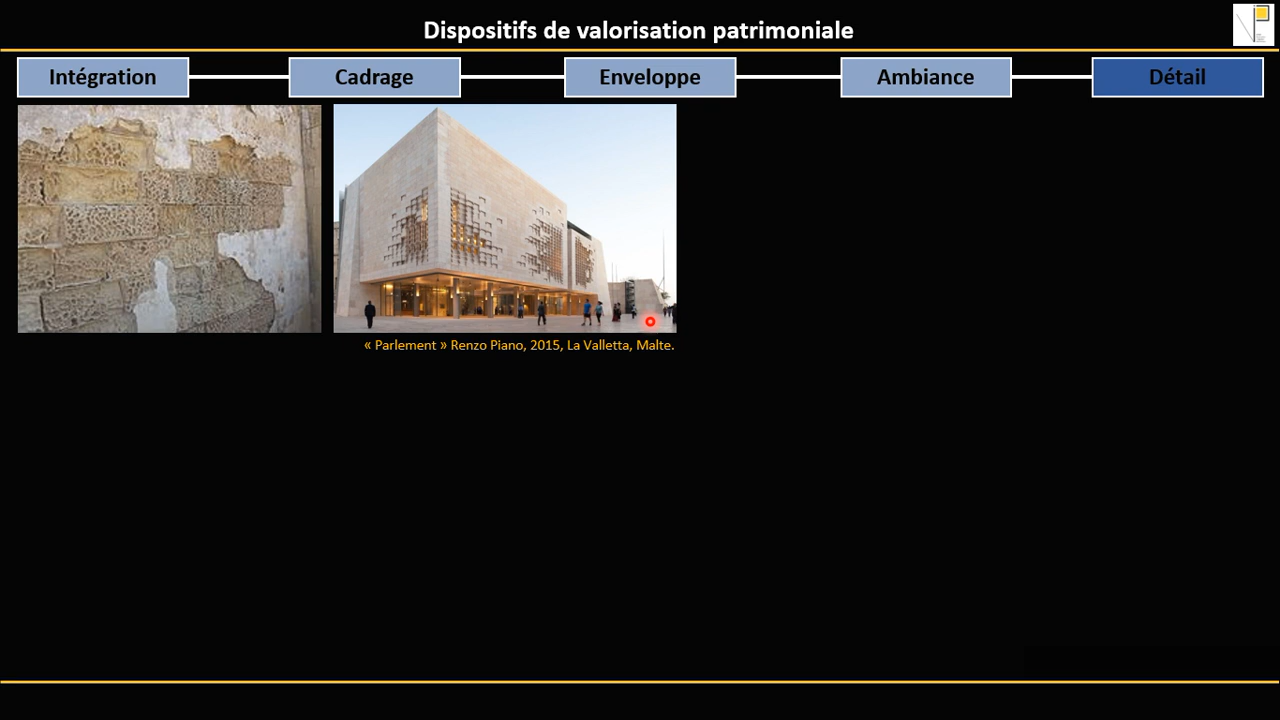 Dispositifs de valorisation patrimoniale
Intégration
Cadrage
Enveloppe
Ambiance
Détail
« Parlement » Renzo Piano, 2015, La Valletta, Malte.